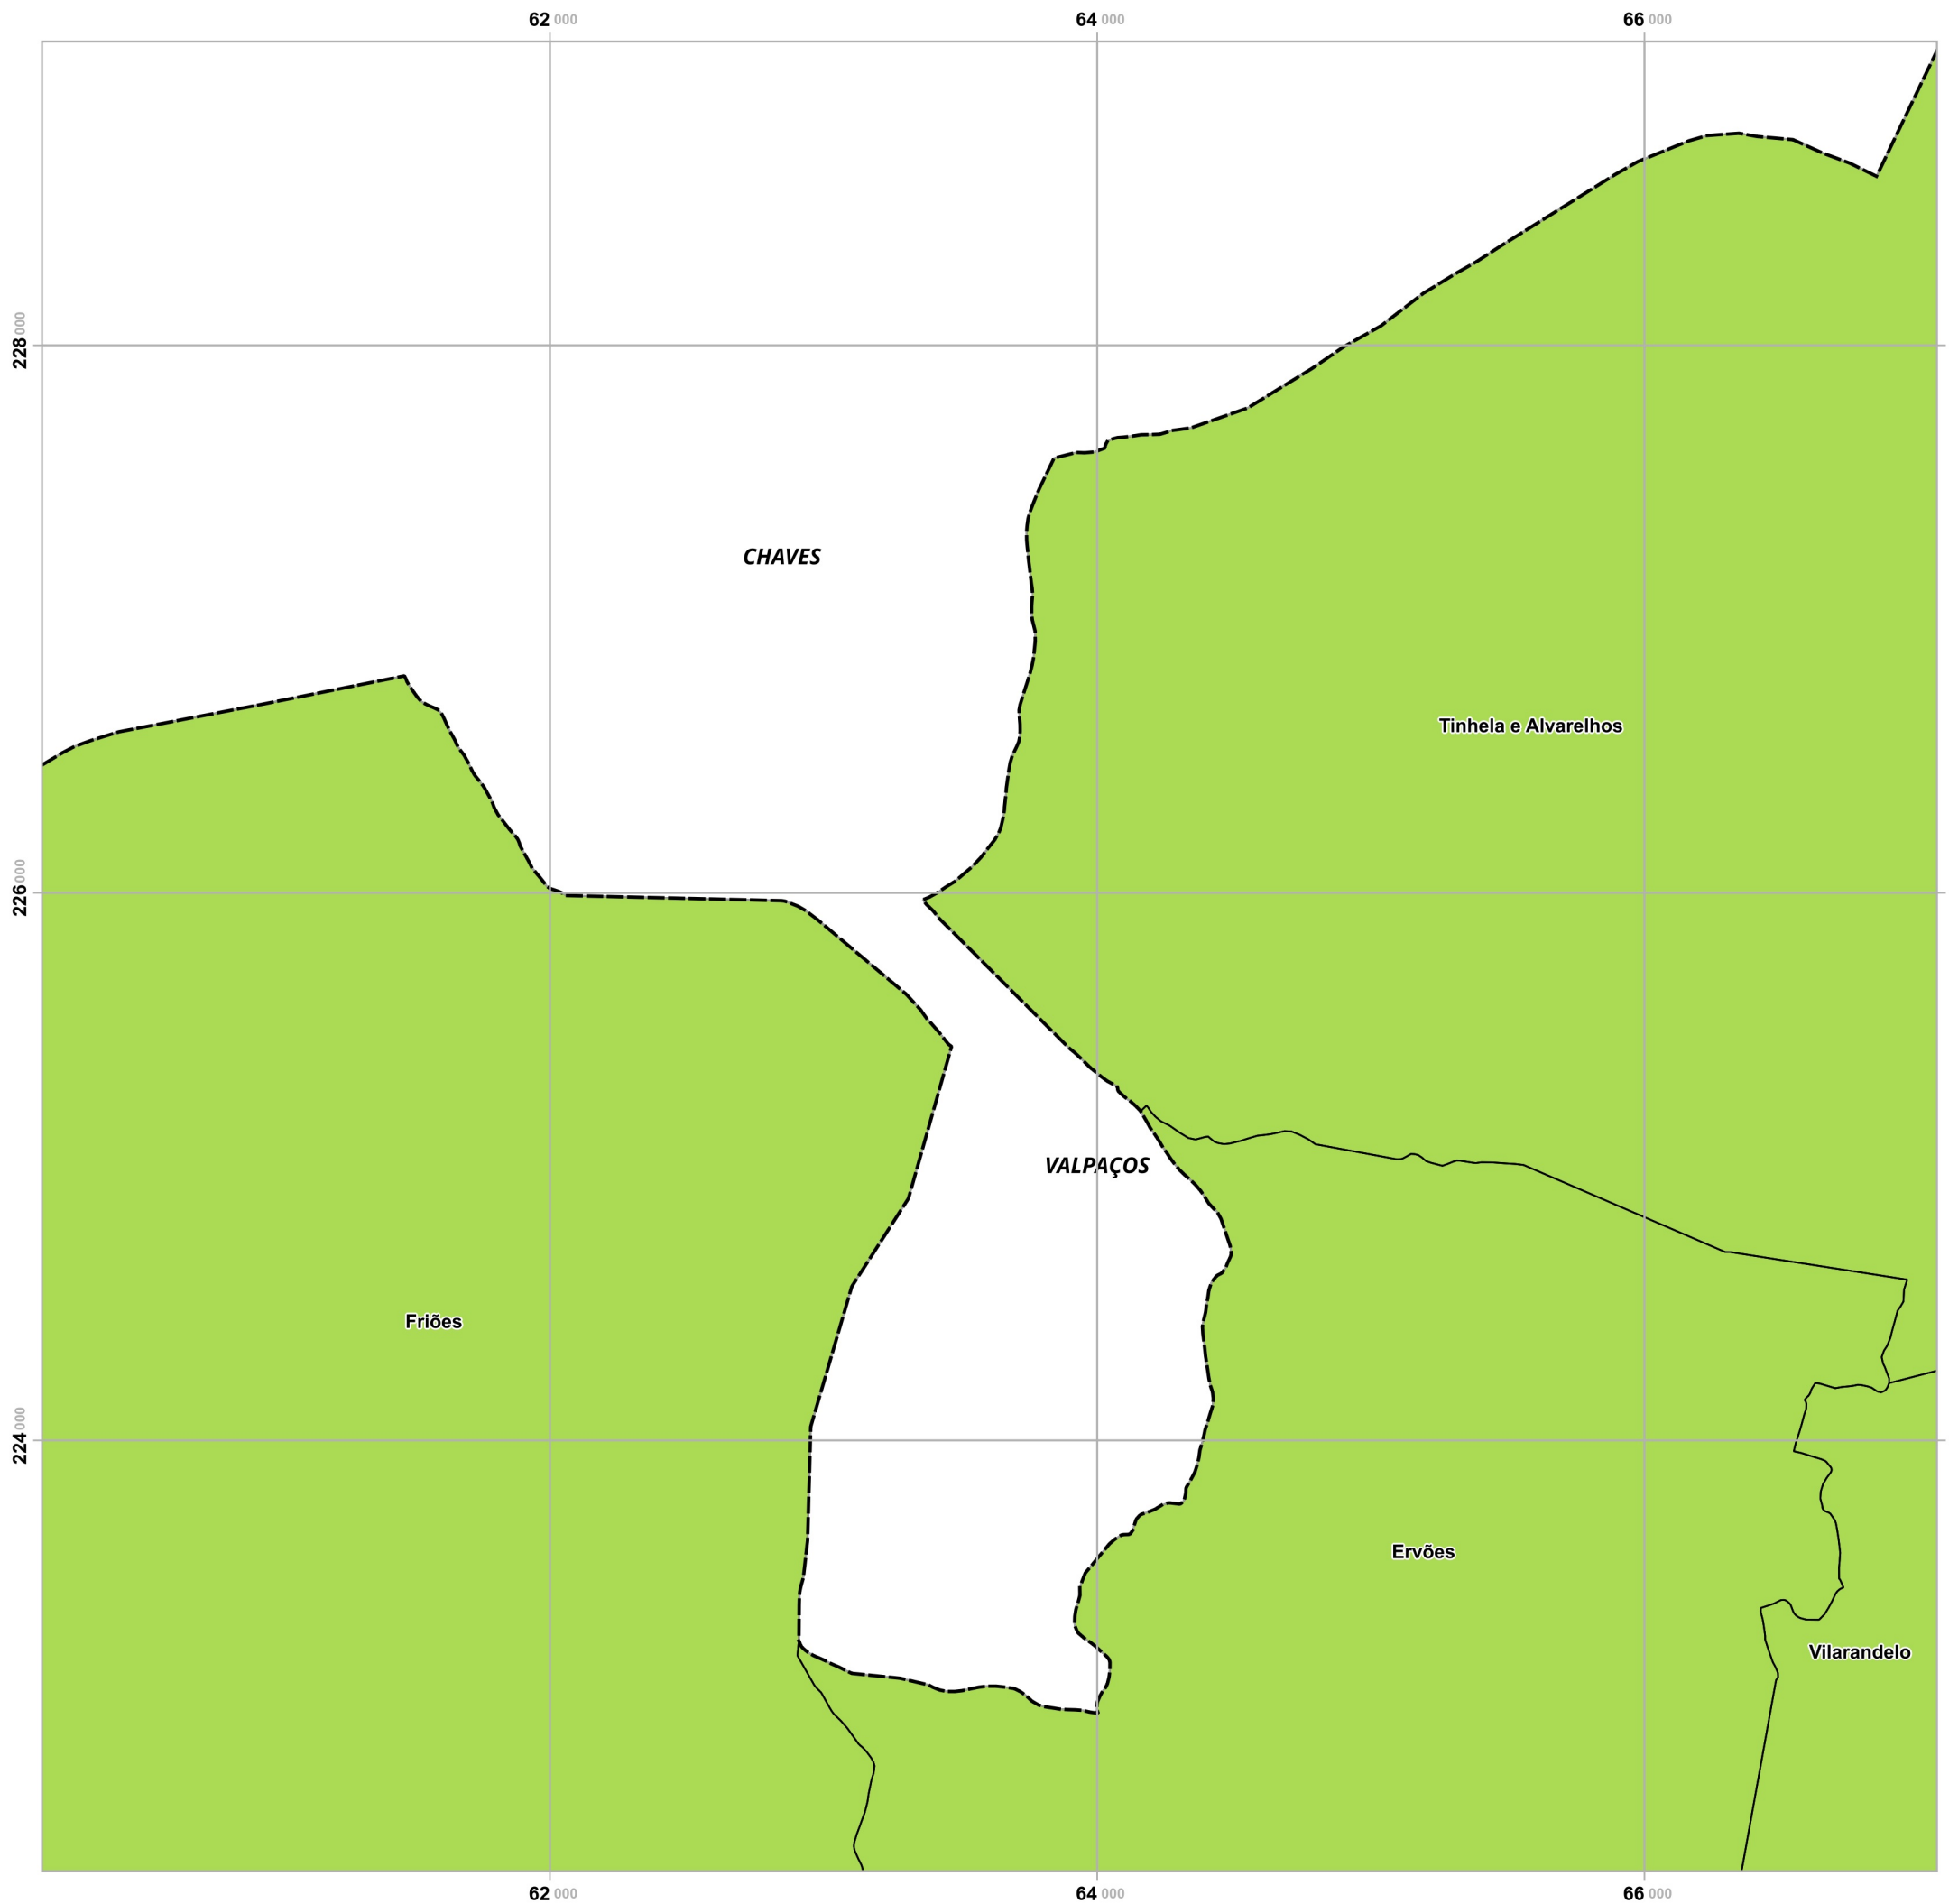 62 000 64 000 66 000
228 000
CHAVES
Tinhela e Alvarelhos
226 000
VALPAÇOS
Friões
224 000
Ervões
Vilarandelo
62 000 64 000 66 000